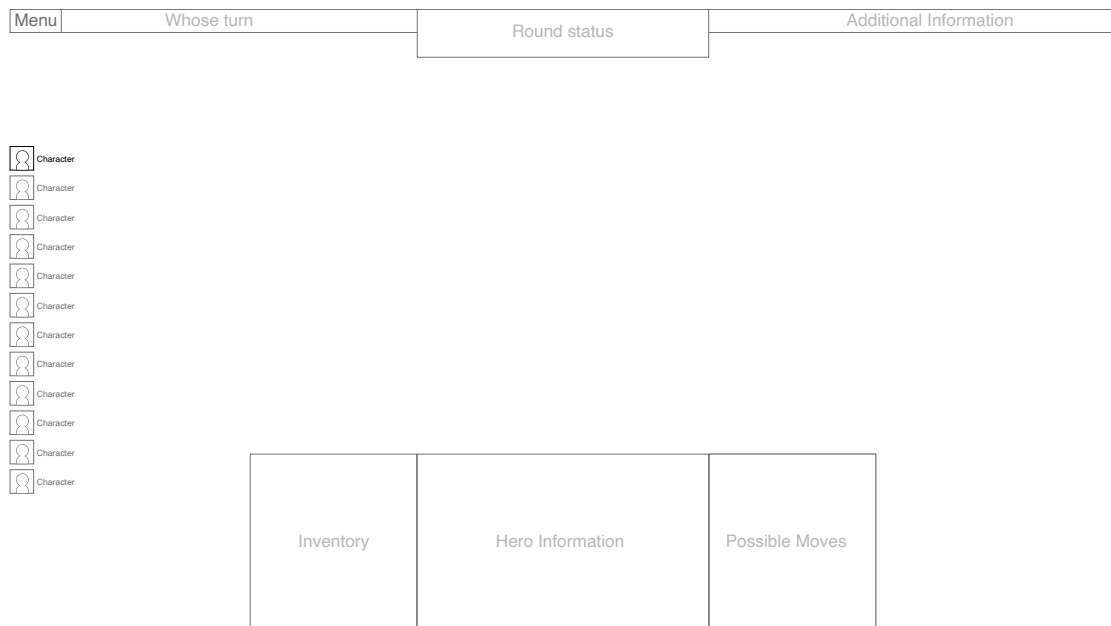 Menu
Whose turn
Round status
Additional Information
Character
Character
Character
Character
Character
Character
Character
Character
Character
Character
Character
Character
Inventory
Hero Information
Possible Moves